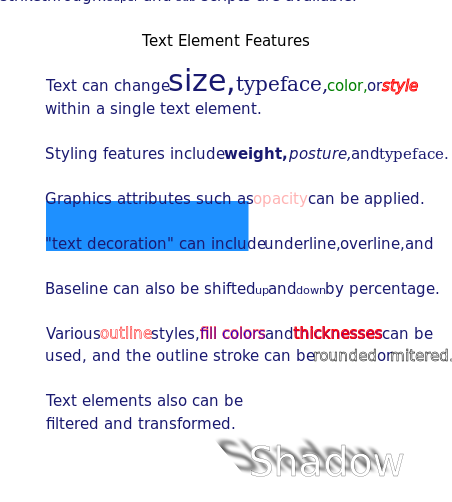 Text Element Features
Text can change size, typeface, color, or style
within a single text element.
Styling features include weight, posture, and typeface.
Graphics attributes such as opacity can be applied.
"text decoration" can include underline, overline, and
Baseline can also be shifted up and down by percentage.
Various outline styles, fill colors and thicknesses can be
used, and the outline stroke can be rounded or mitered.
Text elements also can be
filtered and transformed.
Shadow